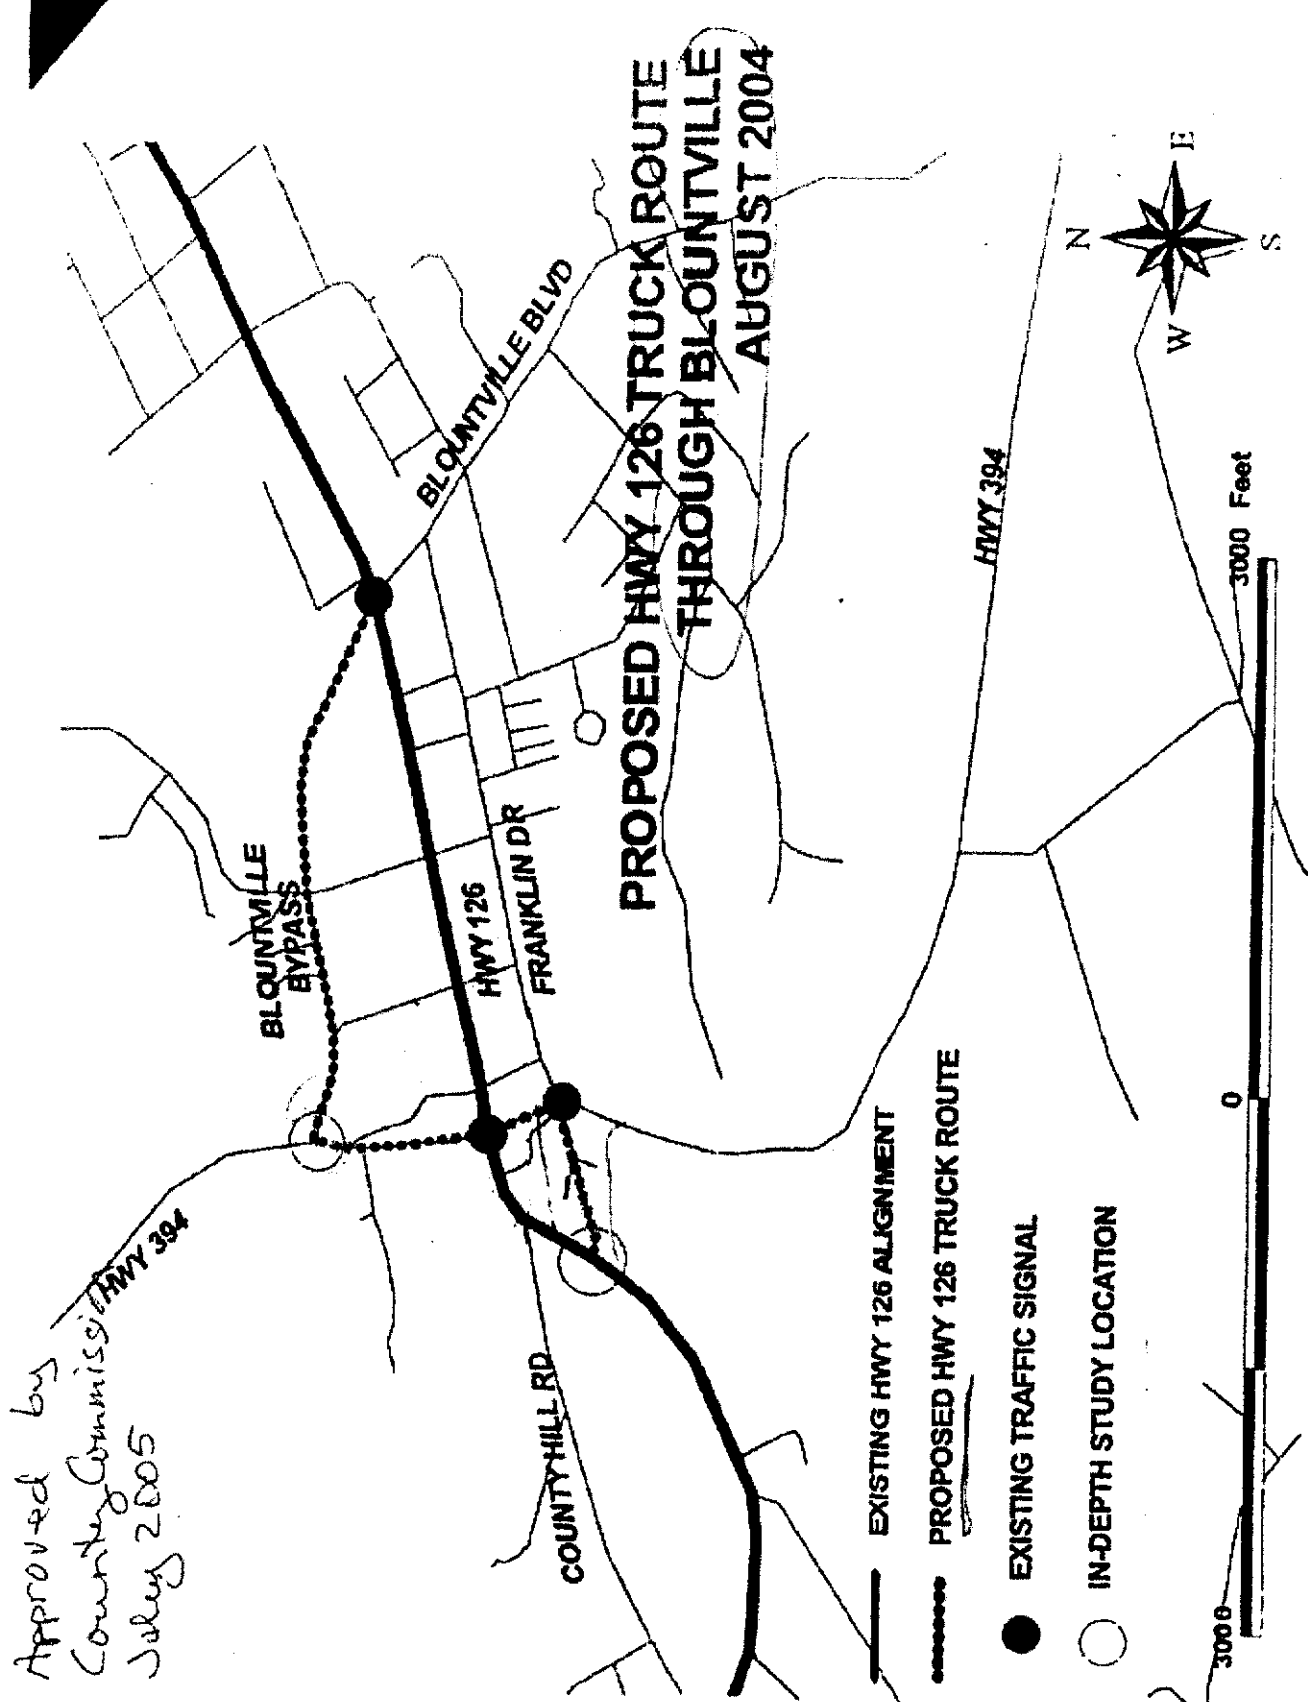 Approved by
County Commission
July 2005
HWY 394
BLOUNTVILLE
BYPASS
BLOUNTVILLE BLVD
HWY 126
FRANKLIN DR
COUNTY HILL RD
PROPOSED HWY 126 TRUCK ROUTE
THROUGH BLOUNTVILLE
AUGUST 2004
HWY 394
EXISTING HWY 126 ALIGNMENT
PROPOSED HWY 126 TRUCK ROUTE
EXISTING TRAFFIC SIGNAL
IN-DEPTH STUDY LOCATION
N
W
E
S
3000
0
3000 Feet